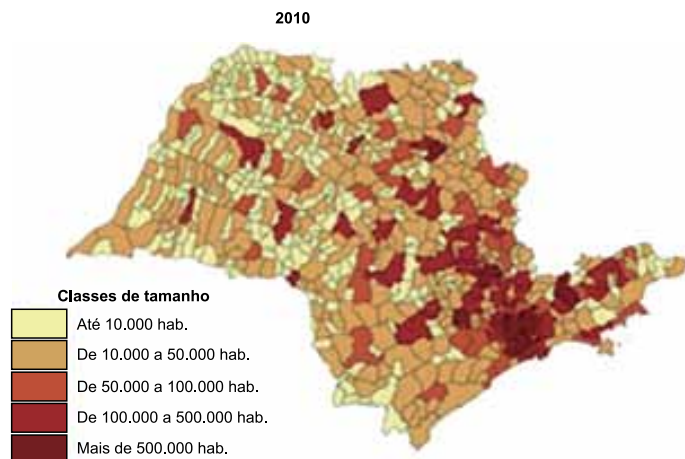 2010
Classes de tamanho
Até 10.000 hab.
De 10.000 a 50.000 hab.
De 50.000 a 100.000 hab.
De 100.000 a 500.000 hab.
Mais de 500.000 hab.